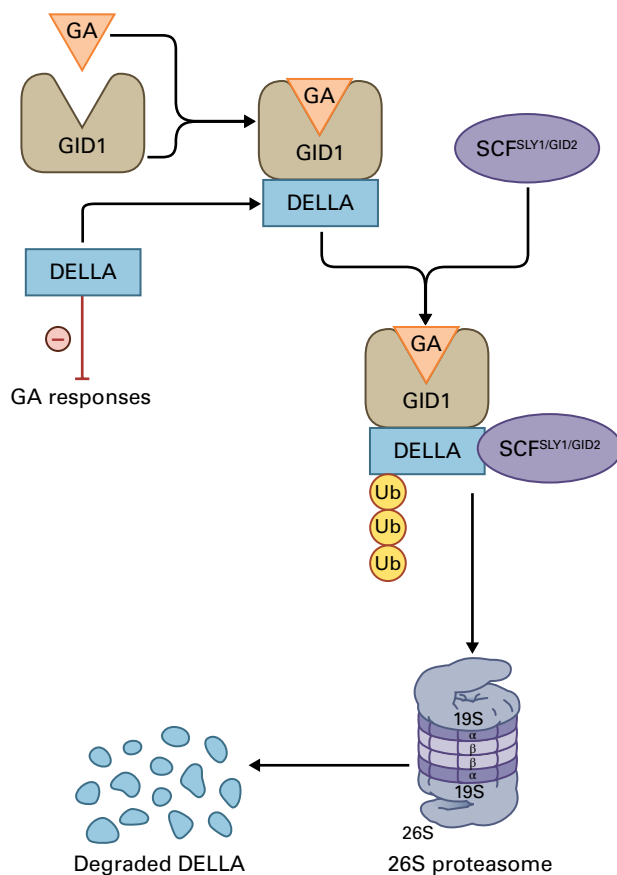 GA
GID1
GA
GID1
DELLA
SCF^SLY1/GID2
DELLA
−
GA responses
GA
GID1
DELLA
SCF^SLY1/GID2
Ub
Ub
Ub
19S
α
β
β
α
19S
26S
Degraded DELLA
26S proteasome